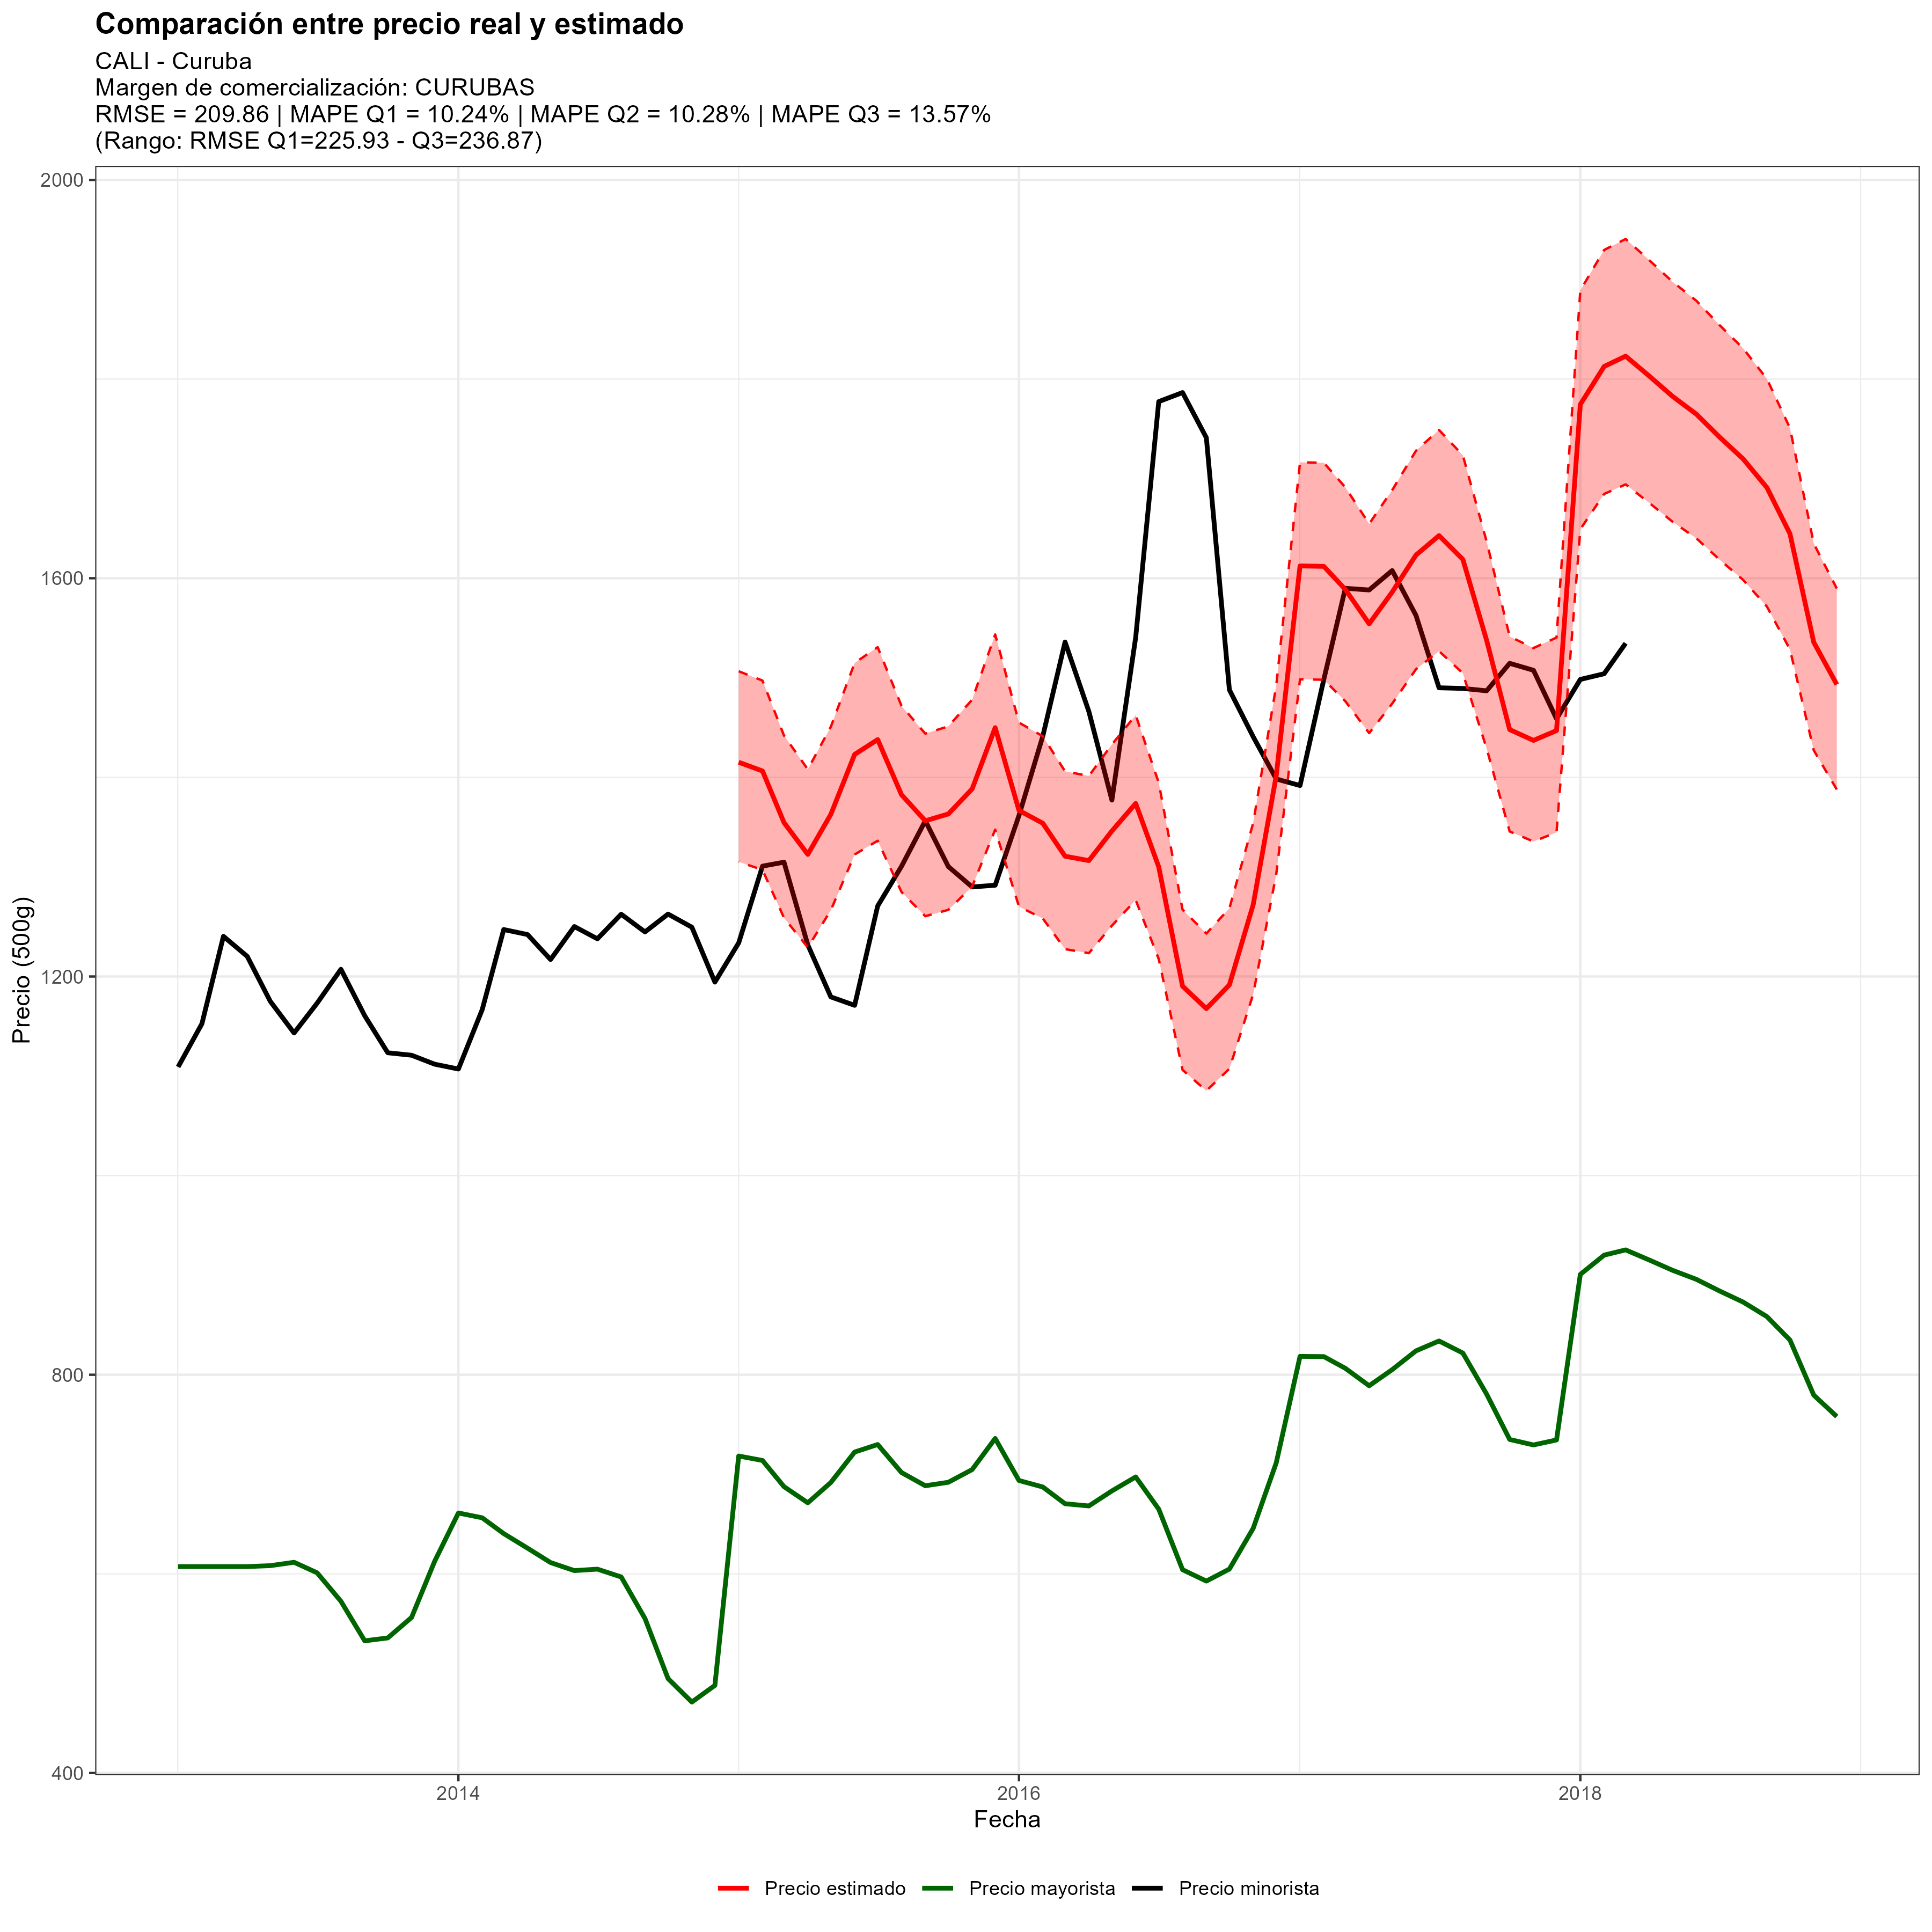 Comparación entre precio real y estimado
CALI - Curuba
Margen de comercialización: CURUBAS
RMSE = 209.86 | MAPE Q1 = 10.24% | MAPE Q2 = 10.28% | MAPE Q3 = 13.57%
(Rango: RMSE Q1=225.93 - Q3=236.87)
2000
1600
1200
800
400
Precio (500g)
2014 2016 2018
Fecha
Precio estimado Precio mayorista Precio minorista